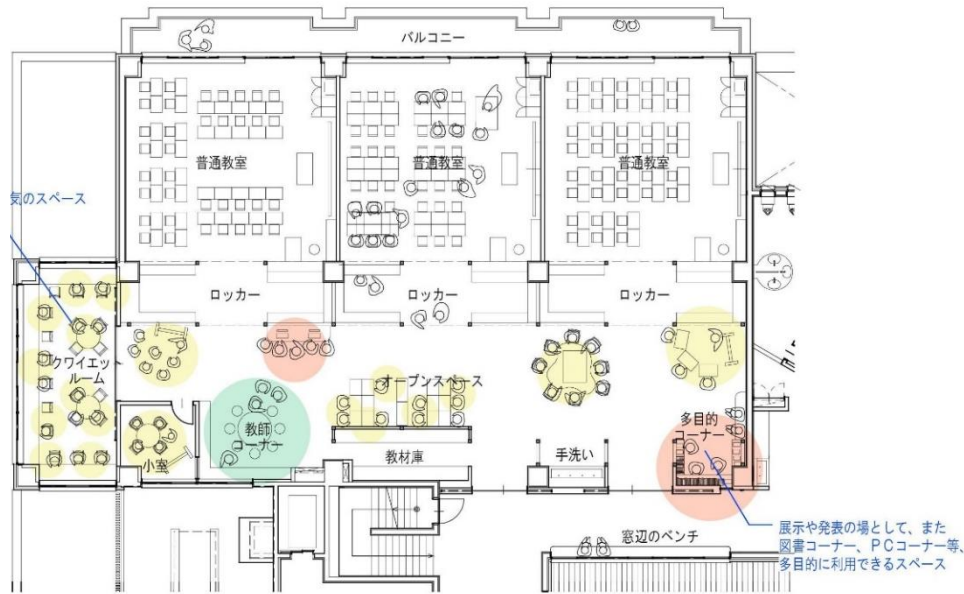 バルコニー
普通教室
普通教室
普通教室
気のスペース
ロッカー
ロッカー
ロッカー
クワイエッ
ルーム
オープンスペース
教師
コーナー
小室
教材庫
手洗い
多目的
コーナー
窓辺のベンチ
展示や発表の場として、また
図書コーナー、PCコーナー等、
多目的に利用できるスペース